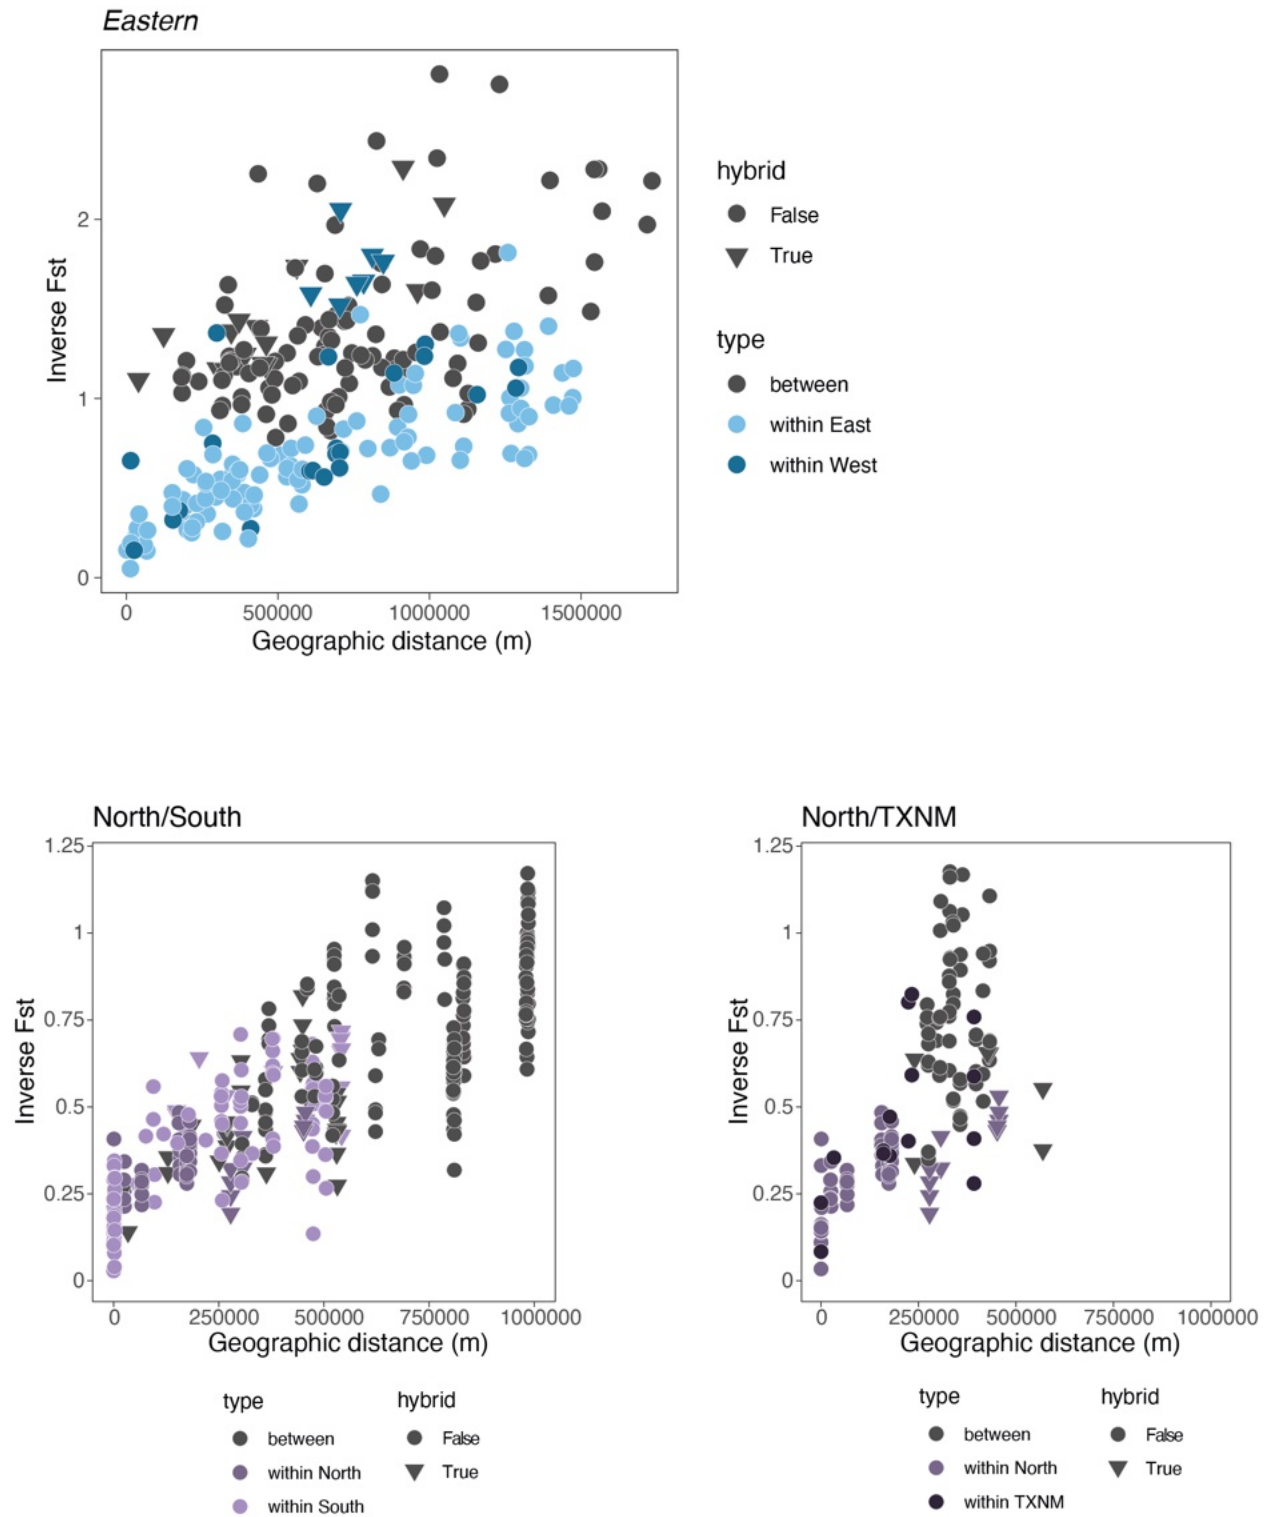 Eastern
2
1
0
Inverse Fst
0 500000 1000000 1500000
Geographic distance (m)
hybrid
False
True
type
between
within East
within West
North/South
1.25
1
0.75
0.5
0.25
0
Inverse Fst
0 250000 500000 750000 1000000
Geographic distance (m)
type hybrid
between False
within North True
within South
North/TXNM
1.25
1
0.75
0.5
0.25
0
Inverse Fst
0 250000 500000 750000 1000000
Geographic distance (m)
type hybrid
between False
within North True
within TXNM